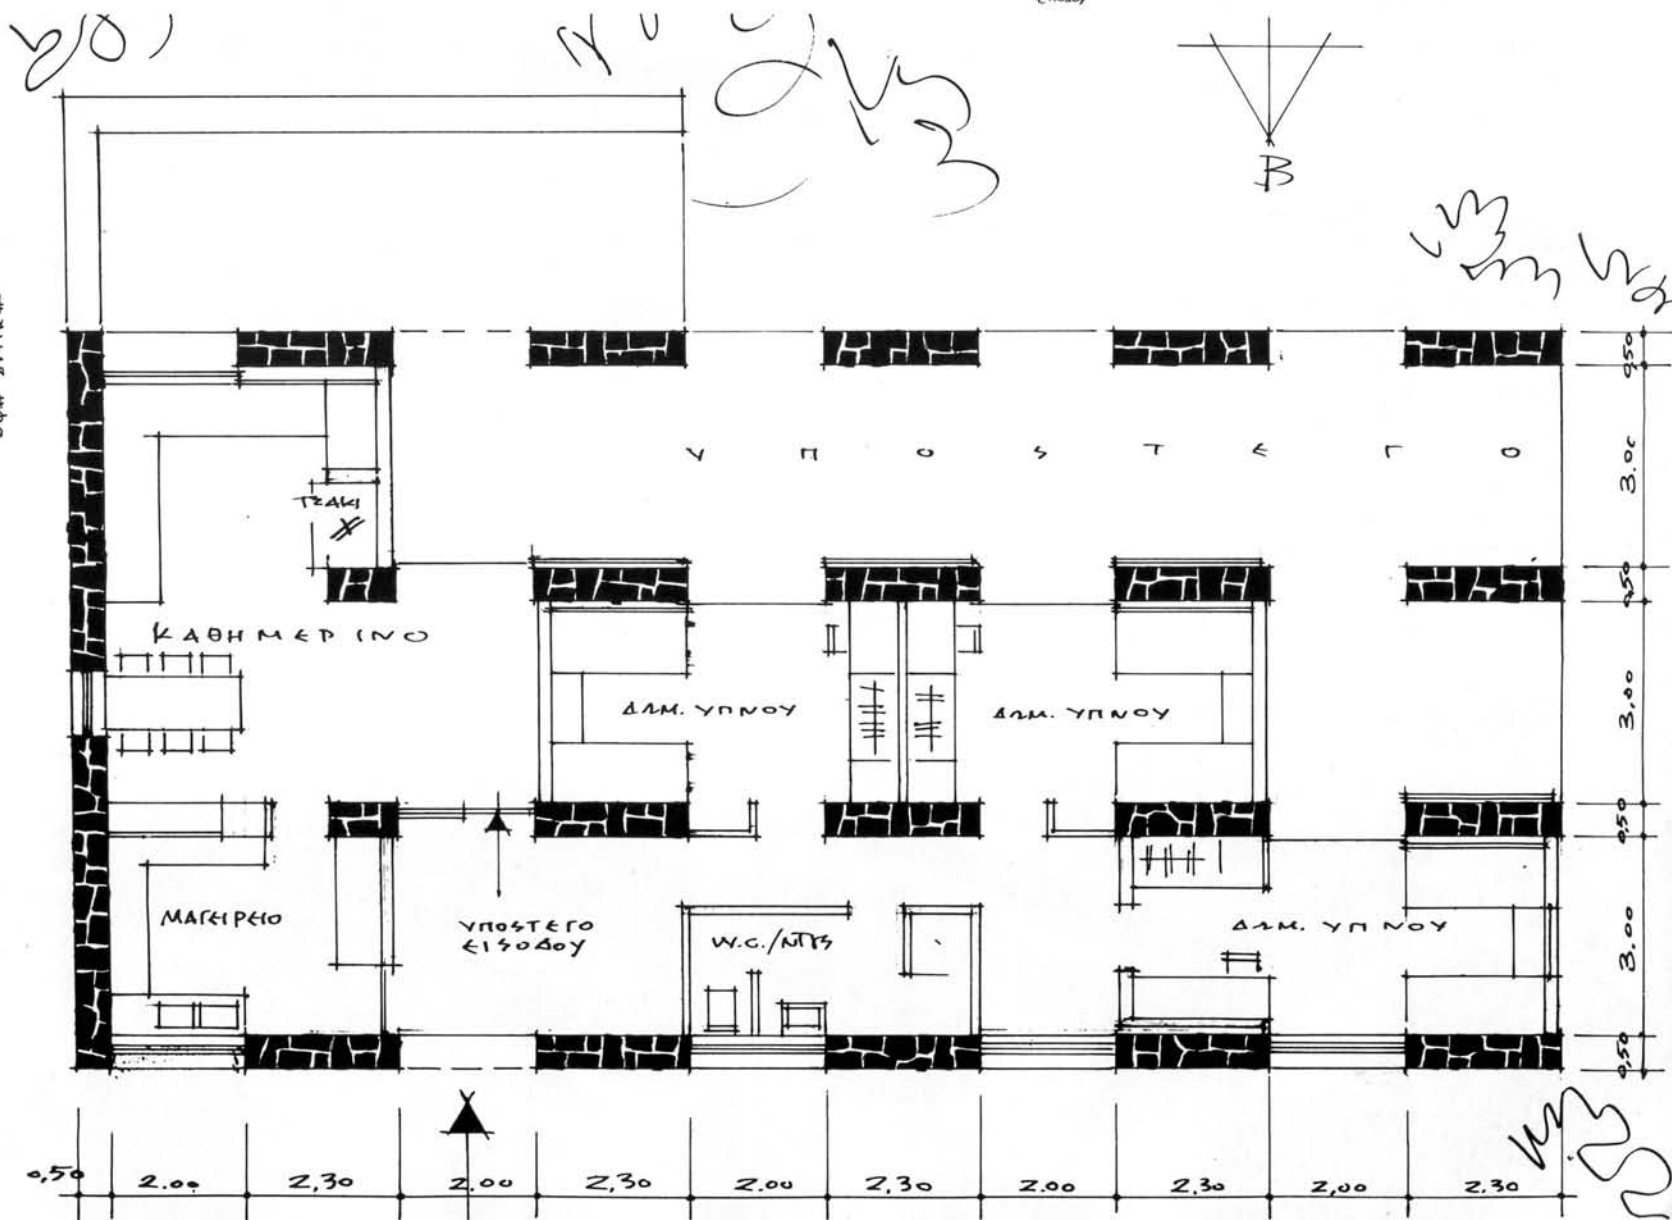 Β
0,50
3.00
ΥΠΟΣΤΕΓΟ
ΤΖΑΚΙ
0,50
ΚΑΘΗΜΕΡΙΝΟ
ΔΩΜ. ΥΠΝΟΥ
ΔΩΜ. ΥΠΝΟΥ
3,00
0,50
ΜΑΓΕΙΡΕΙΟ
ΥΠΟΣΤΕΓΟ
ΕΙΣΟΔΟΥ
W.C./ΝΤΥΣ
ΔΩΜ. ΥΠΝΟΥ
3.00
0,50
0,50 2.00 2,30 2.00 2,30 2.00 2,30 2.00 2,30 2,00 2.30